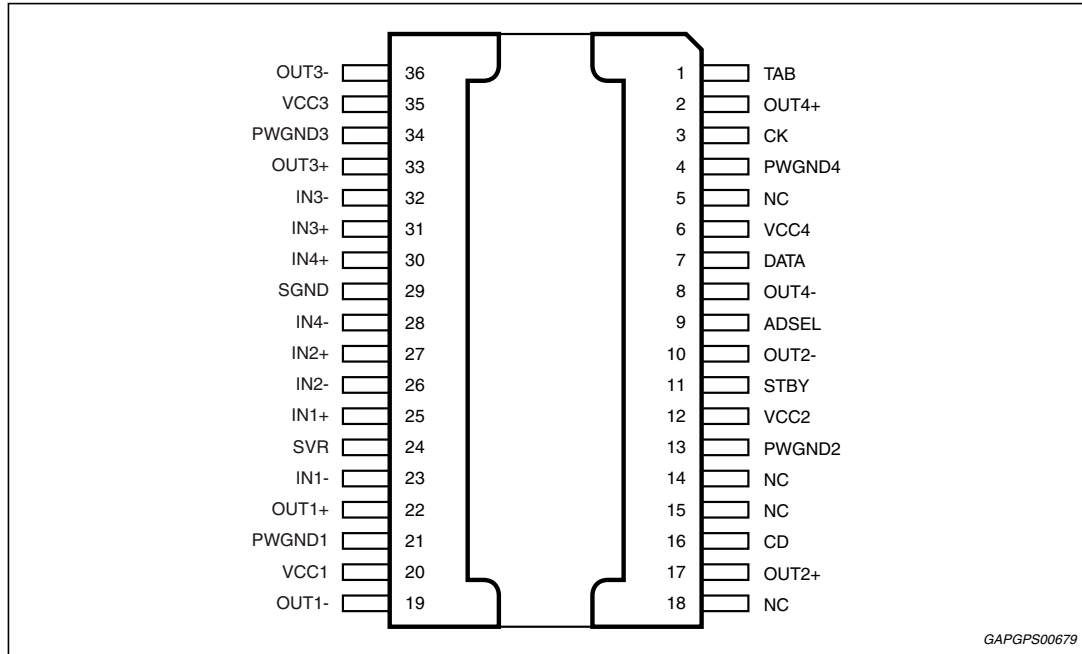 OUT3- 36 1 TAB
VCC3 35 2 OUT4+
PWGND3 34 3 CK
OUT3+ 33 4 PWGND4
IN3- 32 5 NC
IN3+ 31 6 VCC4
IN4+ 30 7 DATA
SGND 29 8 OUT4-
IN4- 28 9 ADSEL
IN2+ 27 10 OUT2-
IN2- 26 11 STBY
IN1+ 25 12 VCC2
SVR 24 13 PWGND2
IN1- 23 14 NC
OUT1+ 22 15 NC
PWGND1 21 16 CD
VCC1 20 17 OUT2+
OUT1- 19 18 NC
GAPGPS00679